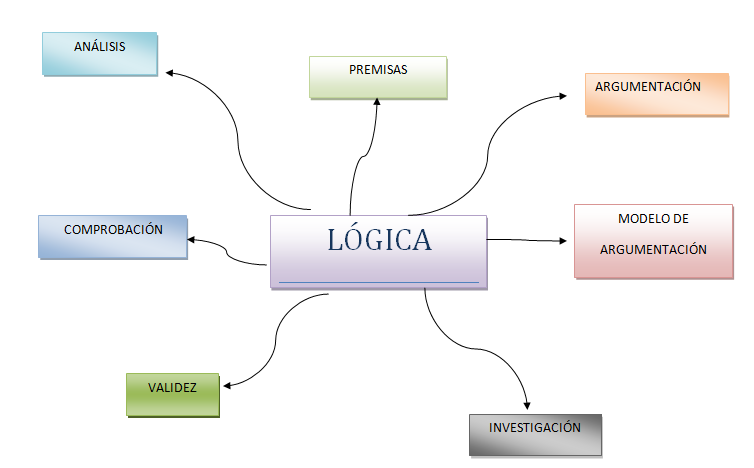 ANÁLISIS
PREMISAS
ARGUMENTACIÓN
COMPROBACIÓN
LÓGICA
MODELO DE
ARGUMENTACIÓN
VALIDEZ
INVESTIGACIÓN